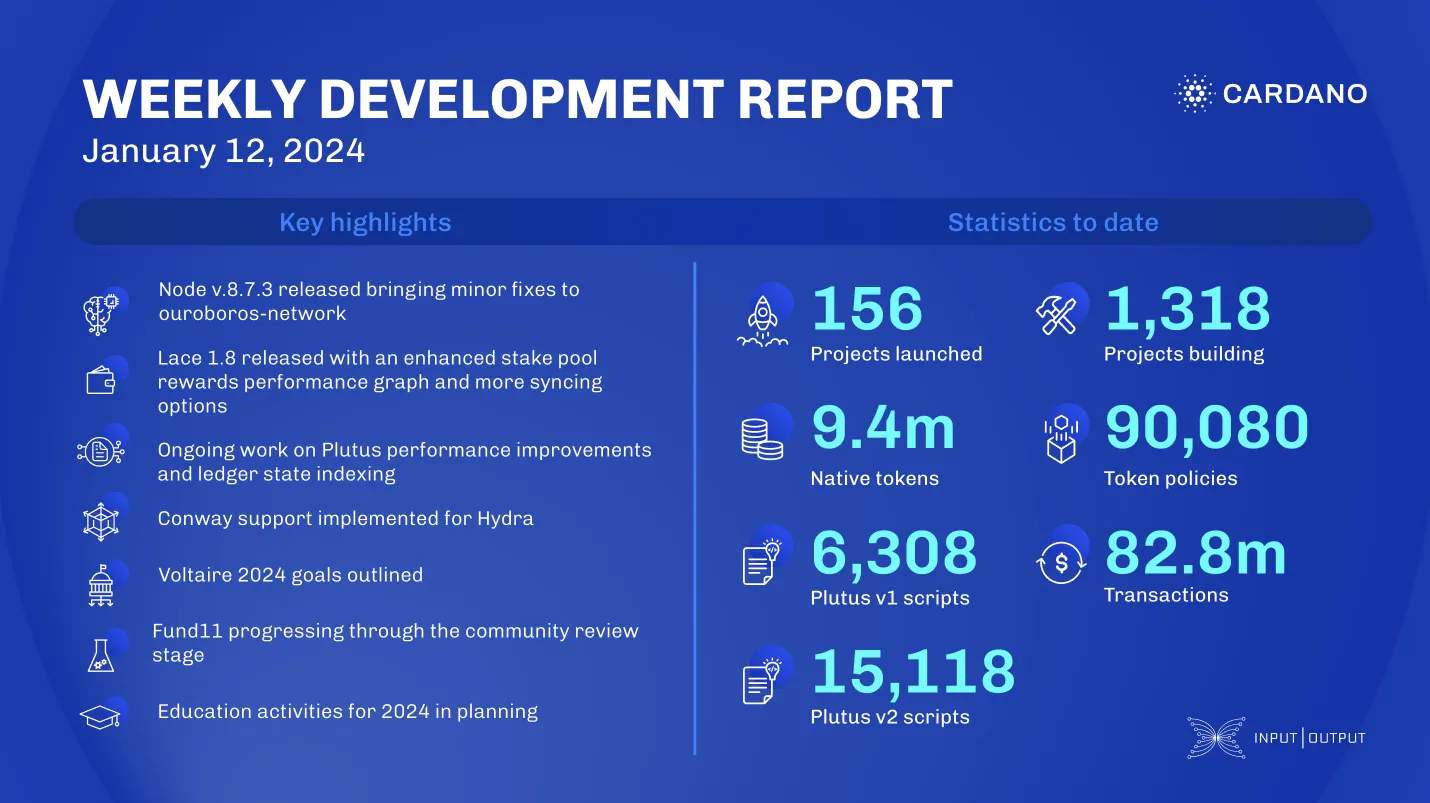 WEEKLY DEVELOPMENT REPORT
January 12, 2024
CARDANO
Key highlights
Node v.8.7.3 released bringing minor fixes to
ouroboros-network
Lace 1.8 released with an enhanced stake pool
rewards performance graph and more syncing
options
Ongoing work on Plutus performance improvements
and ledger state indexing
Conway support implemented for Hydra
Voltaire 2024 goals outlined
Fund11 progressing through the community review
stage
Education activities for 2024 in planning
Statistics to date
156
Projects launched
1,318
Projects building
9.4m
Native tokens
90,080
Token policies
6,308
Plutus v1 scripts
82.8m
Transactions
15,118
Plutus v2 scripts
INPUT | OUTPUT